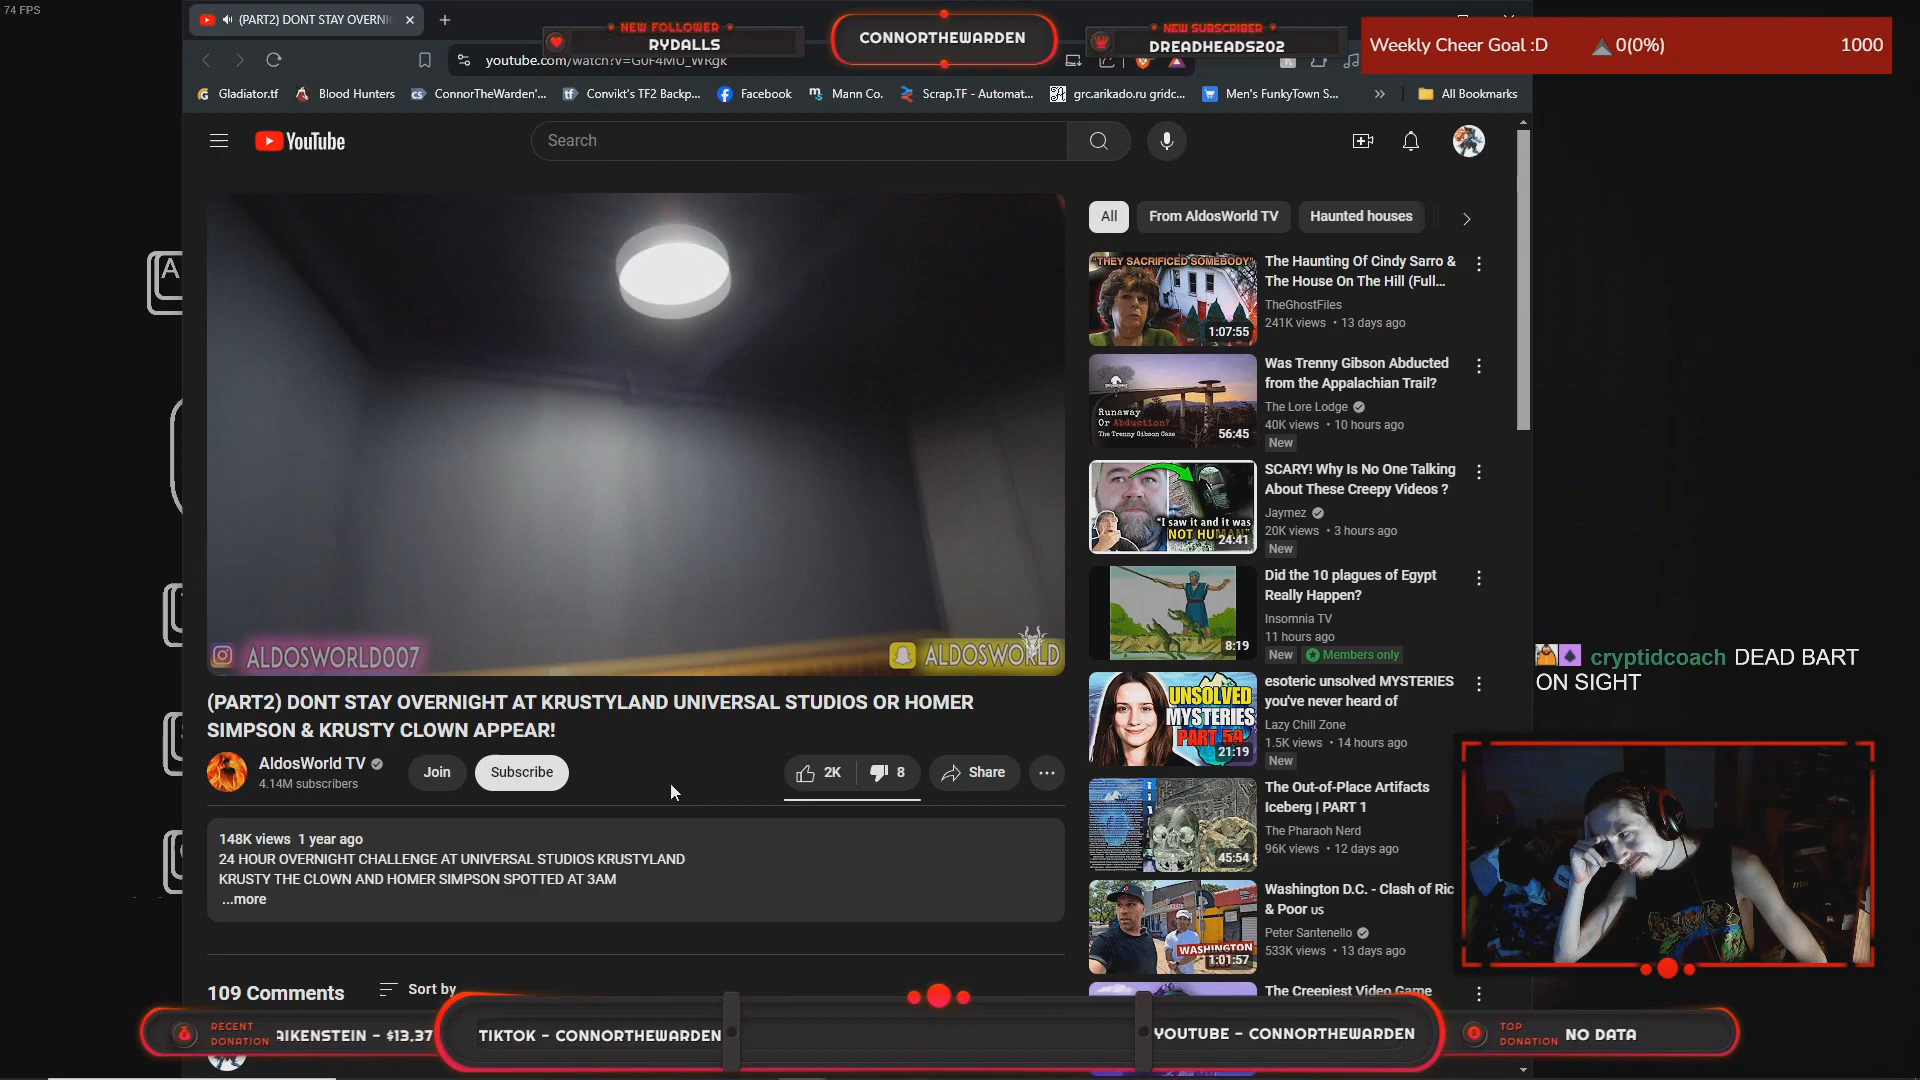 74 FPS
(PART2) DONT STAY OVERNI
NEW FOLLOWER
RYDALLS
CONNORTHEWARDEN
NEW SUBSCRIBER
DREADHEADS202
Weekly Cheer Goal :D 0(0%) 1000
Gladiator.tf Blood Hunters ConnorTheWarden'... Convikt's TF2 Backp... Facebook Mann Co. Scrap.TF - Automat... grc.arikado.ru gridc... Men's FunkyTown S... » All Bookmarks
YouTube
Search
All From AldosWorld TV Haunted houses
"THEY SACRIFICED SOMEBODY"
1:07:55
The Haunting Of Cindy Sarro &
The House On The Hill (Full...
TheGhostFiles
241K views • 13 days ago
Runaway
Or Abduction?
The Trenny Gibson Case
56:45
Was Trenny Gibson Abducted
from the Appalachian Trail?
The Lore Lodge
40K views • 10 hours ago
New
"I saw it and it was
NOT HUMAN"
24:41
SCARY! Why Is No One Talking
About These Creepy Videos ?
Jaymez
20K views • 3 hours ago
New
8:19
Did the 10 plagues of Egypt
Really Happen?
Insomnia TV
11 hours ago
New Members only
UNSOLVED
MYSTERIES
PART 59
21:19
esoteric unsolved MYSTERIES
you've never heard of
Lazy Chill Zone
1.5K views • 14 hours ago
New
45:54
The Out-of-Place Artifacts
Iceberg | PART 1
The Pharaoh Nerd
96K views • 12 days ago
WASHINGTON
1:01:57
Washington D.C. - Clash of Ric
& Poor US
Peter Santenello
533K views • 13 days ago
The Creepiest Video Game
ALDOSWORLD007
ALDOSWORLD
(PART2) DONT STAY OVERNIGHT AT KRUSTYLAND UNIVERSAL STUDIOS OR HOMER
SIMPSON & KRUSTY CLOWN APPEAR!
AldosWorld TV
4.14M subscribers
Join Subscribe 2K 8 Share
148K views 1 year ago
24 HOUR OVERNIGHT CHALLENGE AT UNIVERSAL STUDIOS KRUSTYLAND
KRUSTY THE CLOWN AND HOMER SIMPSON SPOTTED AT 3AM
...more
109 Comments Sort by
A
cryptidcoach DEAD BART
ON SIGHT
RECENT
DONATION
AIKENSTEIN - $13.37
TIKTOK - CONNORTHEWARDEN
YOUTUBE - CONNORTHEWARDEN
TOP
DONATION
NO DATA